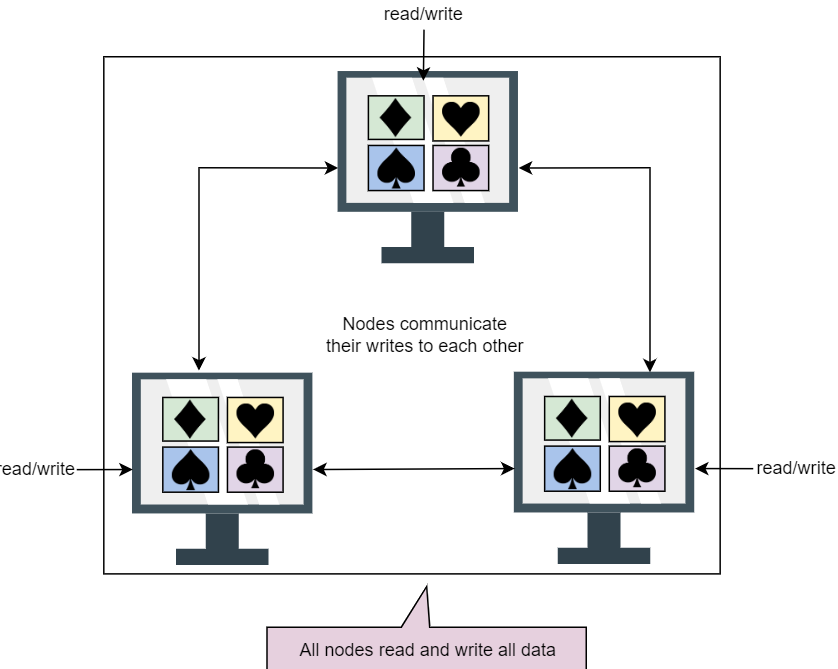 read/write
Nodes communicate
their writes to each other
read/write
read/write
All nodes read and write all data